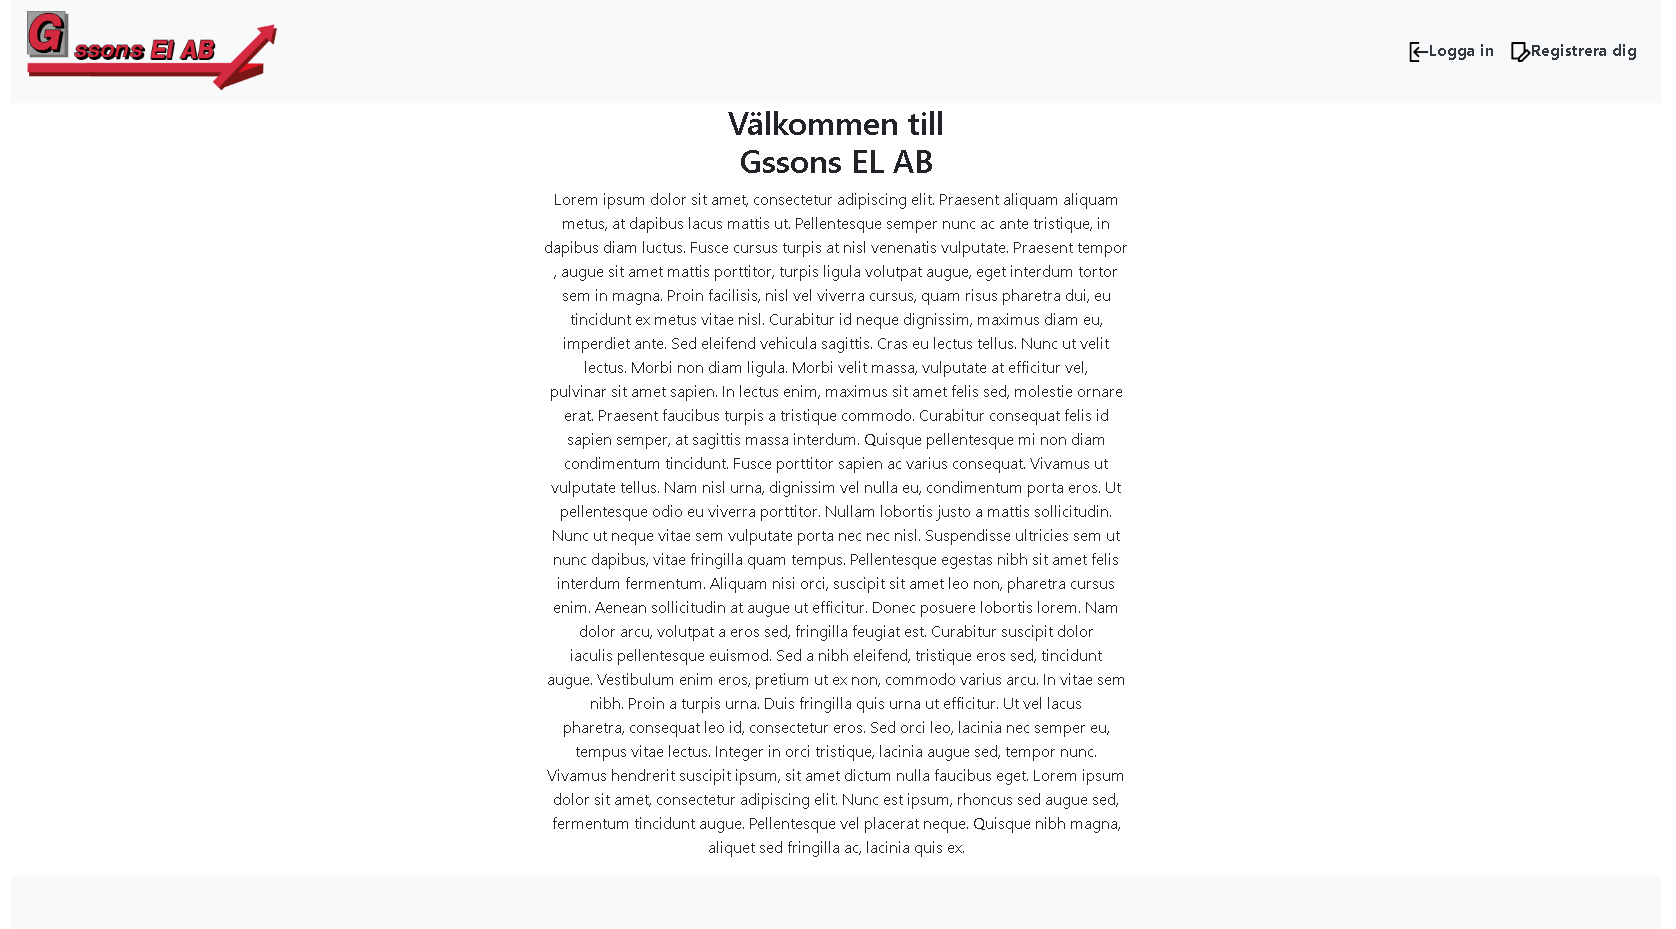 Gssons El AB
Logga in
Registrera dig
Välkommen till
Gssons EL AB
Lorem ipsum dolor sit amet, consectetur adipiscing elit. Praesent aliquam aliquam
metus, at dapibus lacus mattis ut. Pellentesque semper nunc ac ante tristique, in
dapibus diam luctus. Fusce cursus turpis at nisl venenatis vulputate. Praesent tempor
, augue sit amet mattis porttitor, turpis ligula volutpat augue, eget interdum tortor
sem in magna. Proin facilisis, nisl vel viverra cursus, quam risus pharetra dui, eu
tincidunt ex metus vitae nisl. Curabitur id neque dignissim, maximus diam eu,
imperdiet ante. Sed eleifend vehicula sagittis. Cras eu lectus tellus. Nunc ut velit
lectus. Morbi non diam ligula. Morbi velit massa, vulputate at efficitur vel,
pulvinar sit amet sapien. In lectus enim, maximus sit amet felis sed, molestie ornare
erat. Praesent faucibus turpis a tristique commodo. Curabitur consequat felis id
sapien semper, at sagittis massa interdum. Quisque pellentesque mi non diam
condimentum tincidunt. Fusce porttitor sapien ac varius consequat. Vivamus ut
vulputate tellus. Nam nisl urna, dignissim vel nulla eu, condimentum porta eros. Ut
pellentesque odio eu viverra porttitor. Nullam lobortis justo a mattis sollicitudin.
Nunc ut neque vitae sem vulputate porta nec nec nisl. Suspendisse ultricies sem ut
nunc dapibus, vitae fringilla quam tempus. Pellentesque egestas nibh sit amet felis
interdum fermentum. Aliquam nisi orci, suscipit sit amet leo non, pharetra cursus
enim. Aenean sollicitudin at augue ut efficitur. Donec posuere lobortis lorem. Nam
dolor arcu, volutpat a eros sed, fringilla feugiat est. Curabitur suscipit dolor
iaculis pellentesque euismod. Sed a nibh eleifend, tristique eros sed, tincidunt
augue. Vestibulum enim eros, pretium ut ex non, commodo varius arcu. In vitae sem
nibh. Proin a turpis urna. Duis fringilla quis urna ut efficitur. Ut vel lacus
pharetra, consequat leo id, consectetur eros. Sed orci leo, lacinia nec semper eu,
tempus vitae lectus. Integer in orci tristique, lacinia augue sed, tempor nunc.
Vivamus hendrerit suscipit ipsum, sit amet dictum nulla faucibus eget. Lorem ipsum
dolor sit amet, consectetur adipiscing elit. Nunc est ipsum, rhoncus sed augue sed,
fermentum tincidunt augue. Pellentesque vel placerat neque. Quisque nibh magna,
aliquet sed fringilla ac, lacinia quis ex.